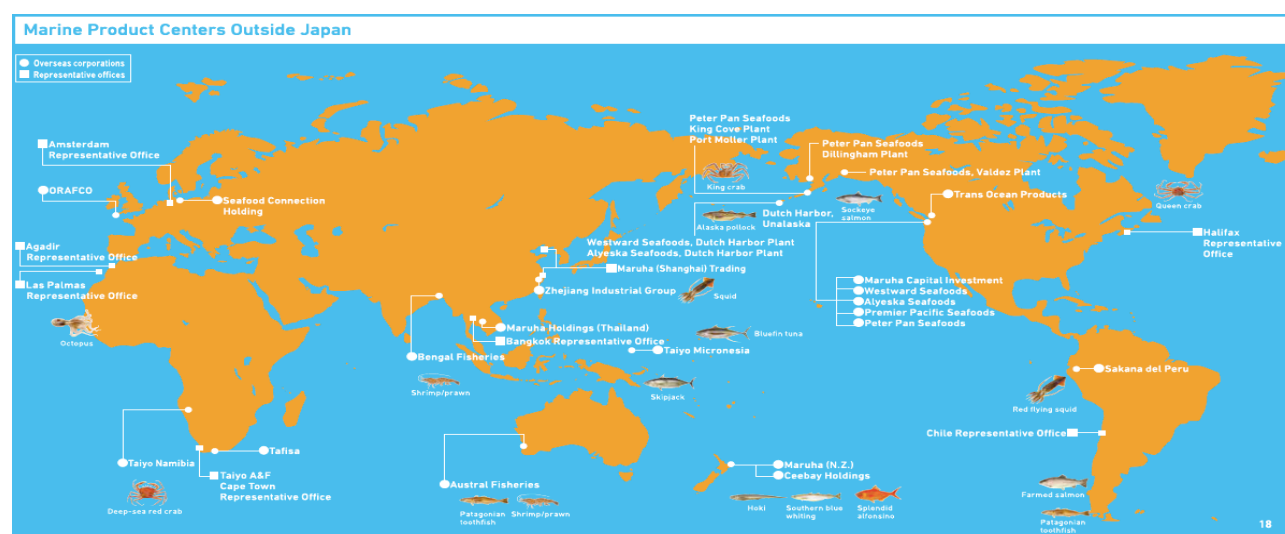 Marine Product Centers Outside Japan
Overseas corporations
Representative offices
Amsterdam
Representative Office
ORAFCO
Seafood Connection
Holding
Agadir
Representative Office
Las Palmas
Representative Office
Octopus
Taiyo Namibia
Deep-sea red crab
Tafisa
Taiyo A&F
Cape Town
Representative Office
Peter Pan Seafoods
King Cove Plant
Port Moller Plant
King crab
Peter Pan Seafoods
Dillingham Plant
Peter Pan Seafoods, Valdez Plant
Alaska pollock
Dutch Harbor,
Unalaska
Sockeye
salmon
Trans Ocean Products
Queen crab
Halifax
Representative
Office
Westward Seafoods, Dutch Harbor Plant
Alyeska Seafoods, Dutch Harbor Plant
Maruha (Shanghai) Trading
Zhejiang Industrial Group
Squid
Maruha Holdings (Thailand)
Bangkok Representative Office
Bluefin tuna
Bengal Fisheries
Taiyo Micronesia
Shrimp/prawn
Skipjack
Maruha Capital Investment
Westward Seafoods
Alyeska Seafoods
Premier Pacific Seafoods
Peter Pan Seafoods
Sakana del Peru
Red flying squid
Chile Representative Office
Austral Fisheries
Patagonian
toothfish
Shrimp/prawn
Maruha (N.Z.)
Ceebay Holdings
Hoki
Southern blue
whiting
Splendid
alfonsino
Farmed salmon
Patagonian
toothfish
18